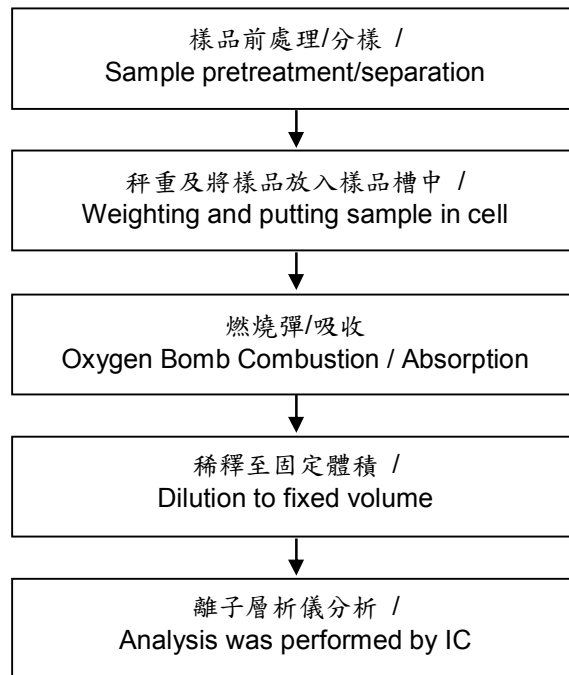 樣品前處理/分樣 /
Sample pretreatment/separation
秤重及將樣品放入樣品槽中 /
Weighting and putting sample in cell
燃燒彈/吸收
Oxygen Bomb Combustion / Absorption
稀釋至固定體積 /
Dilution to fixed volume
離子層析儀分析 /
Analysis was performed by IC